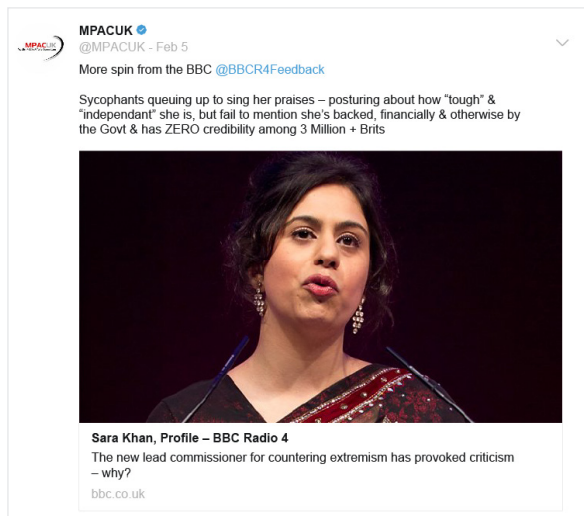 MPACUK
MPACUK
@MPACUK - Feb 5
More spin from the BBC @BBCR4Feedback
Sycophants queuing up to sing her praises – posturing about how “tough” &
“independant” she is, but fail to mention she’s backed, financially & otherwise by
the Govt & has ZERO credibility among 3 Million + Brits
Sara Khan, Profile – BBC Radio 4
The new lead commissioner for countering extremism has provoked criticism
– why?
bbc.co.uk